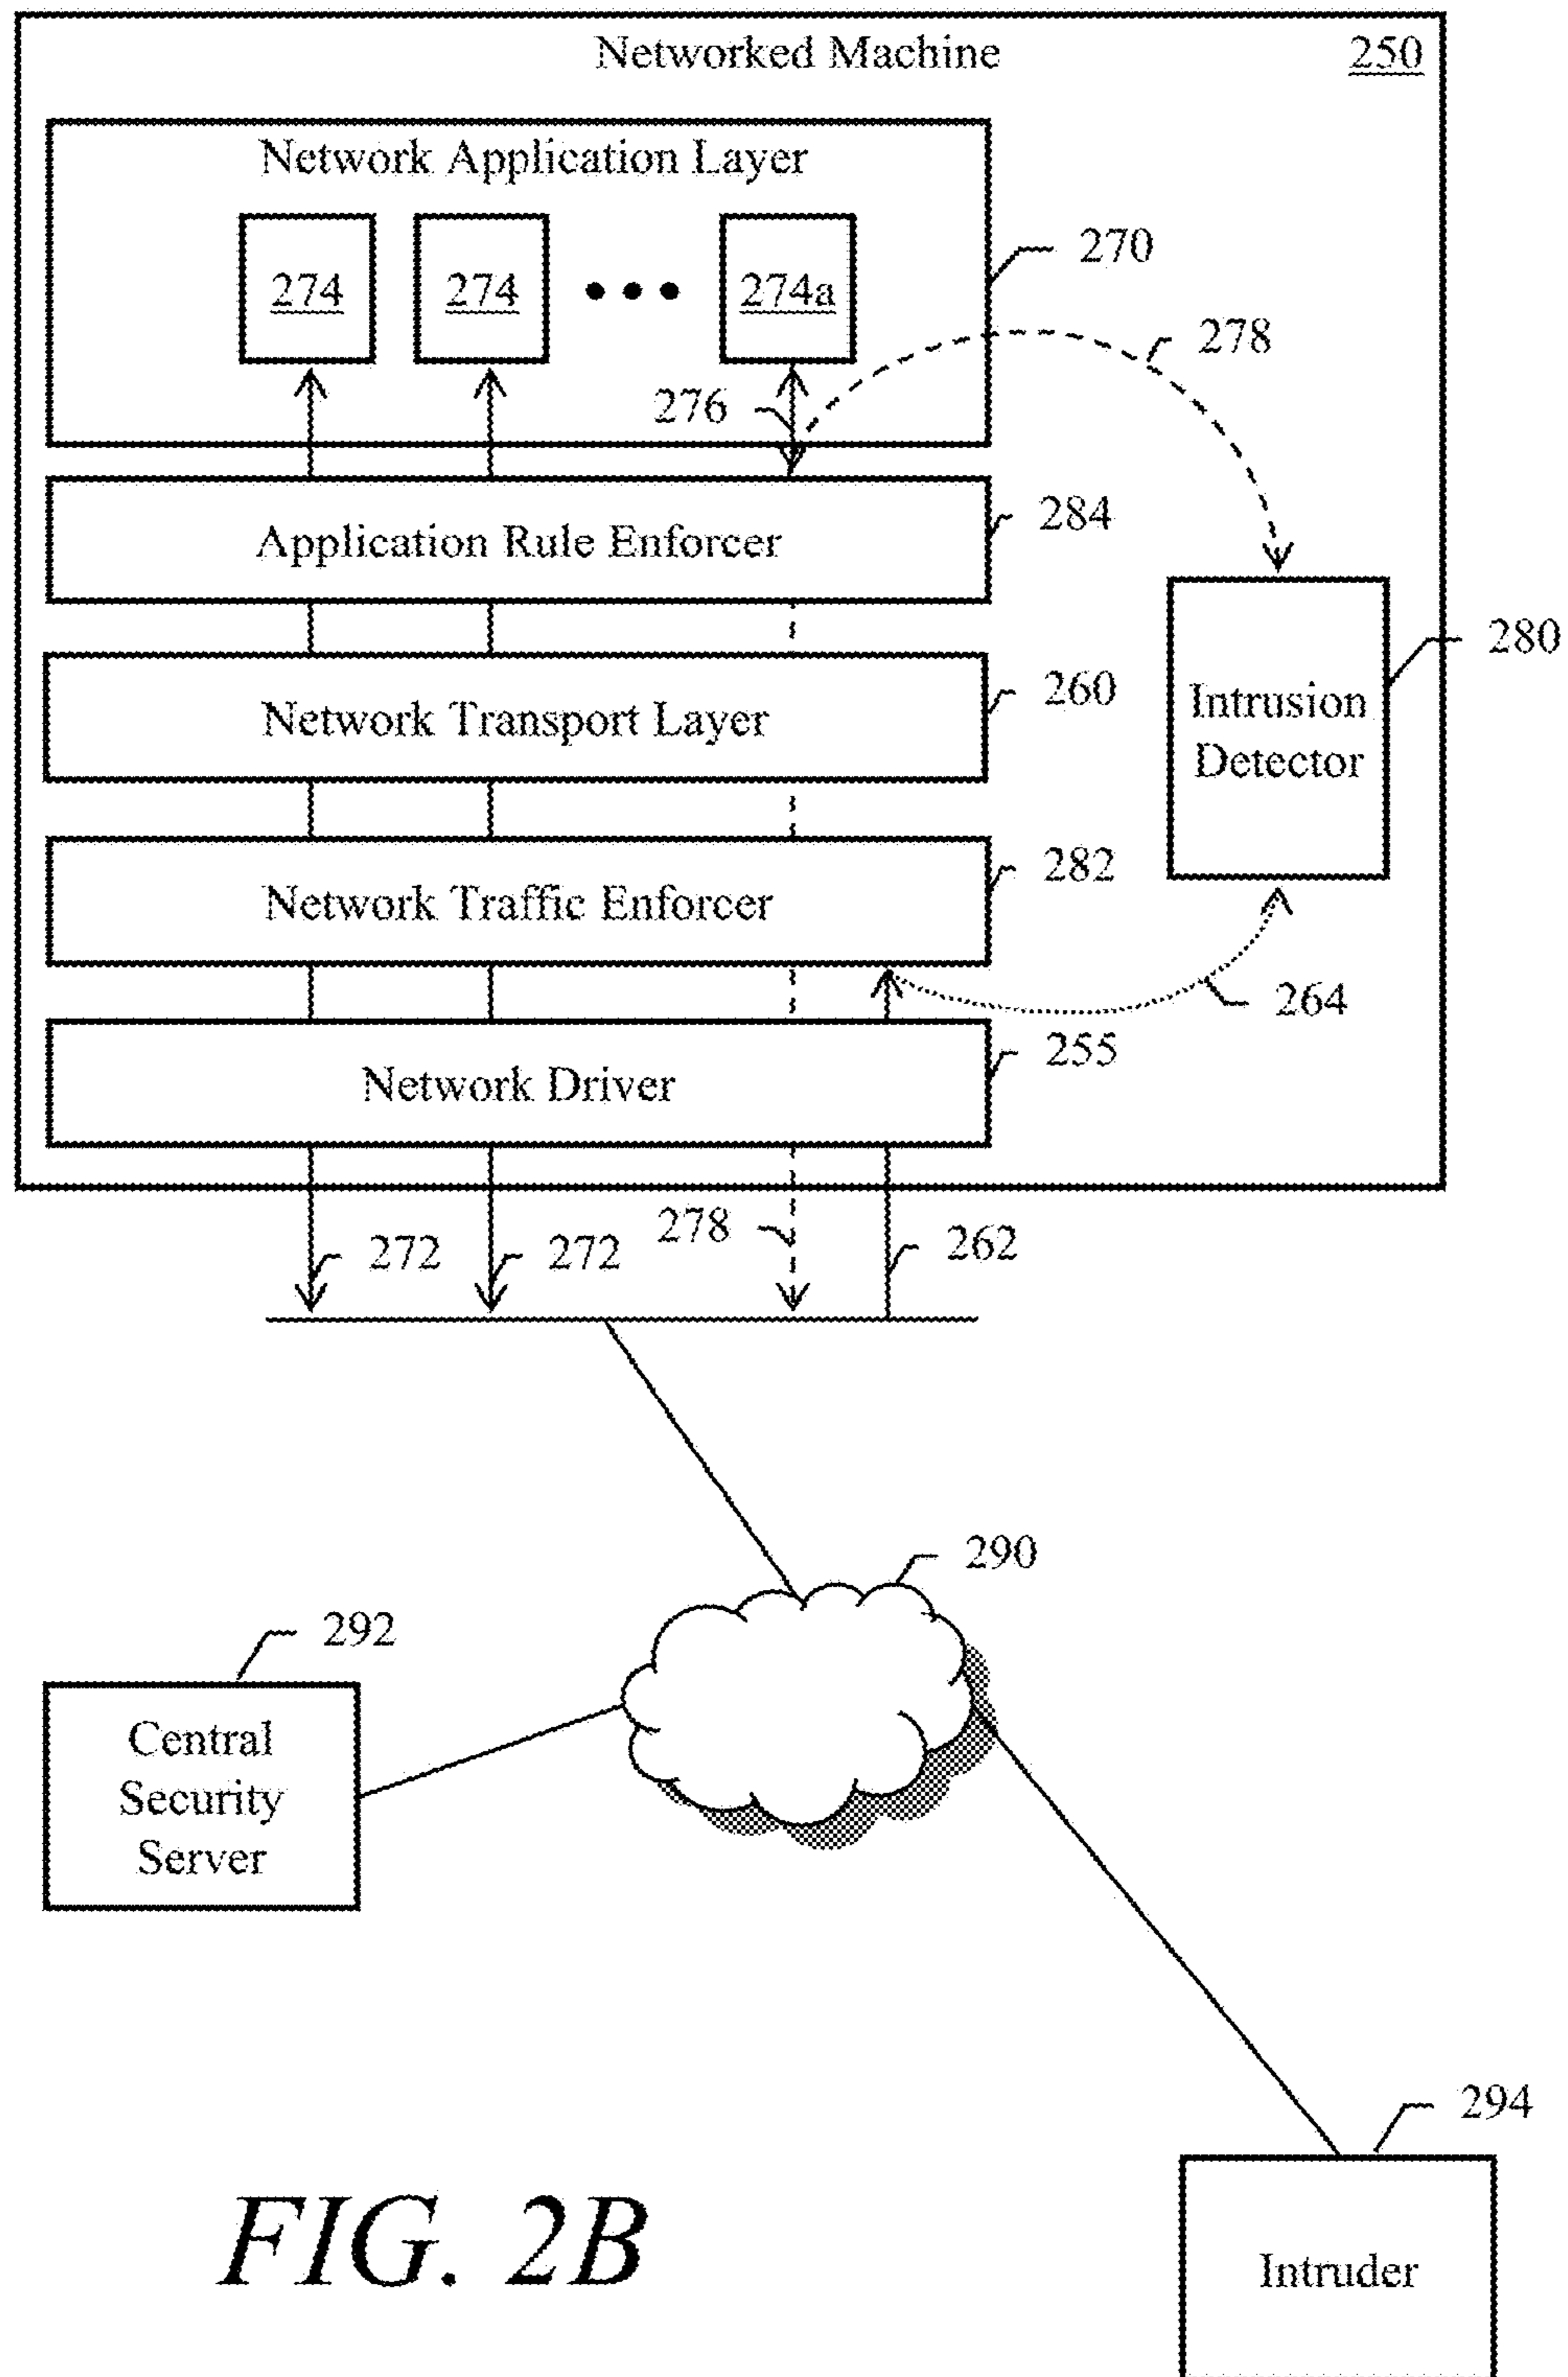 Networked Machine 250
Network Application Layer
274 274 274a
270
278
276
Application Rule Enforcer
284
280
Network Transport Layer
260
Intrusion
Detector
Network Traffic Enforcer
282
264
Network Driver
255
272 272 278 262
290
292
Central
Security
Server
294
Intruder
FIG. 2B